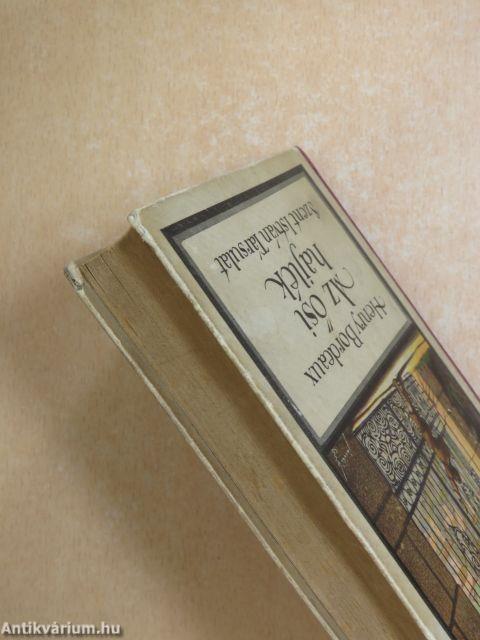 Henry Bordeaux
Az ősi
hajlék
Szent István Társulat
Antikvárium.hu